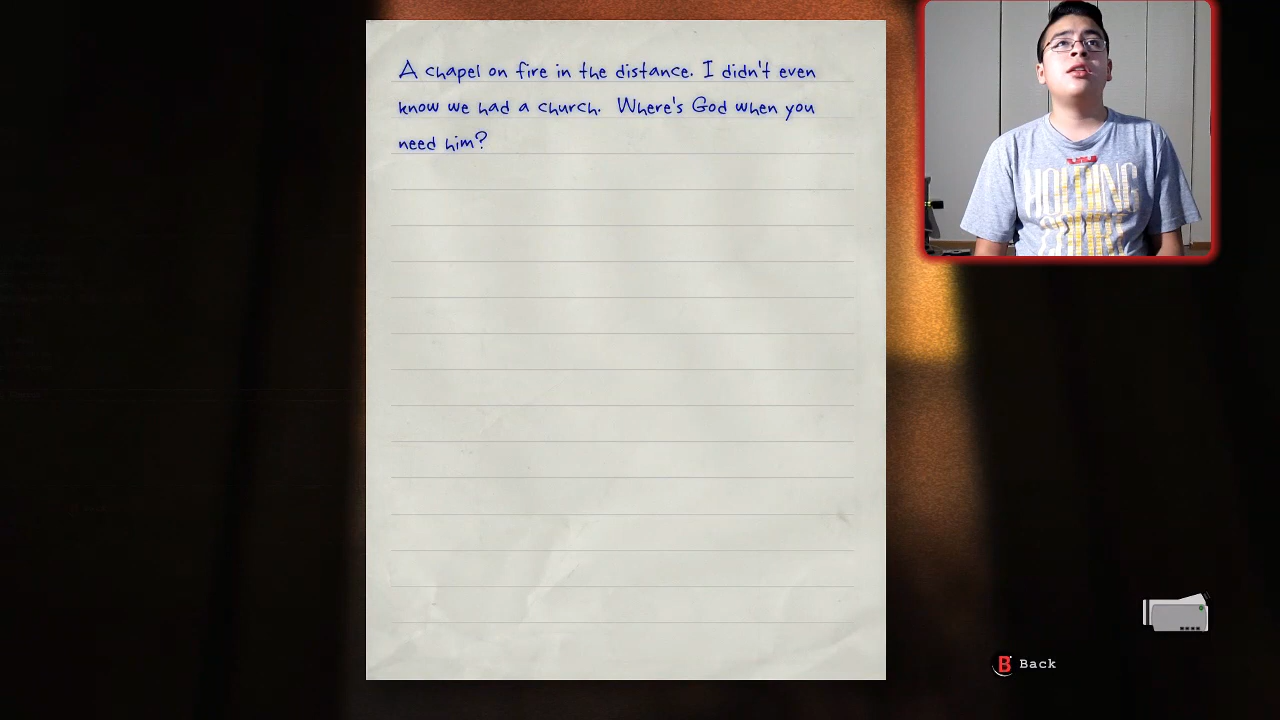 A chapel on fire in the distance. I didn't even
know we had a church. Where's God when you
need him?
B Back